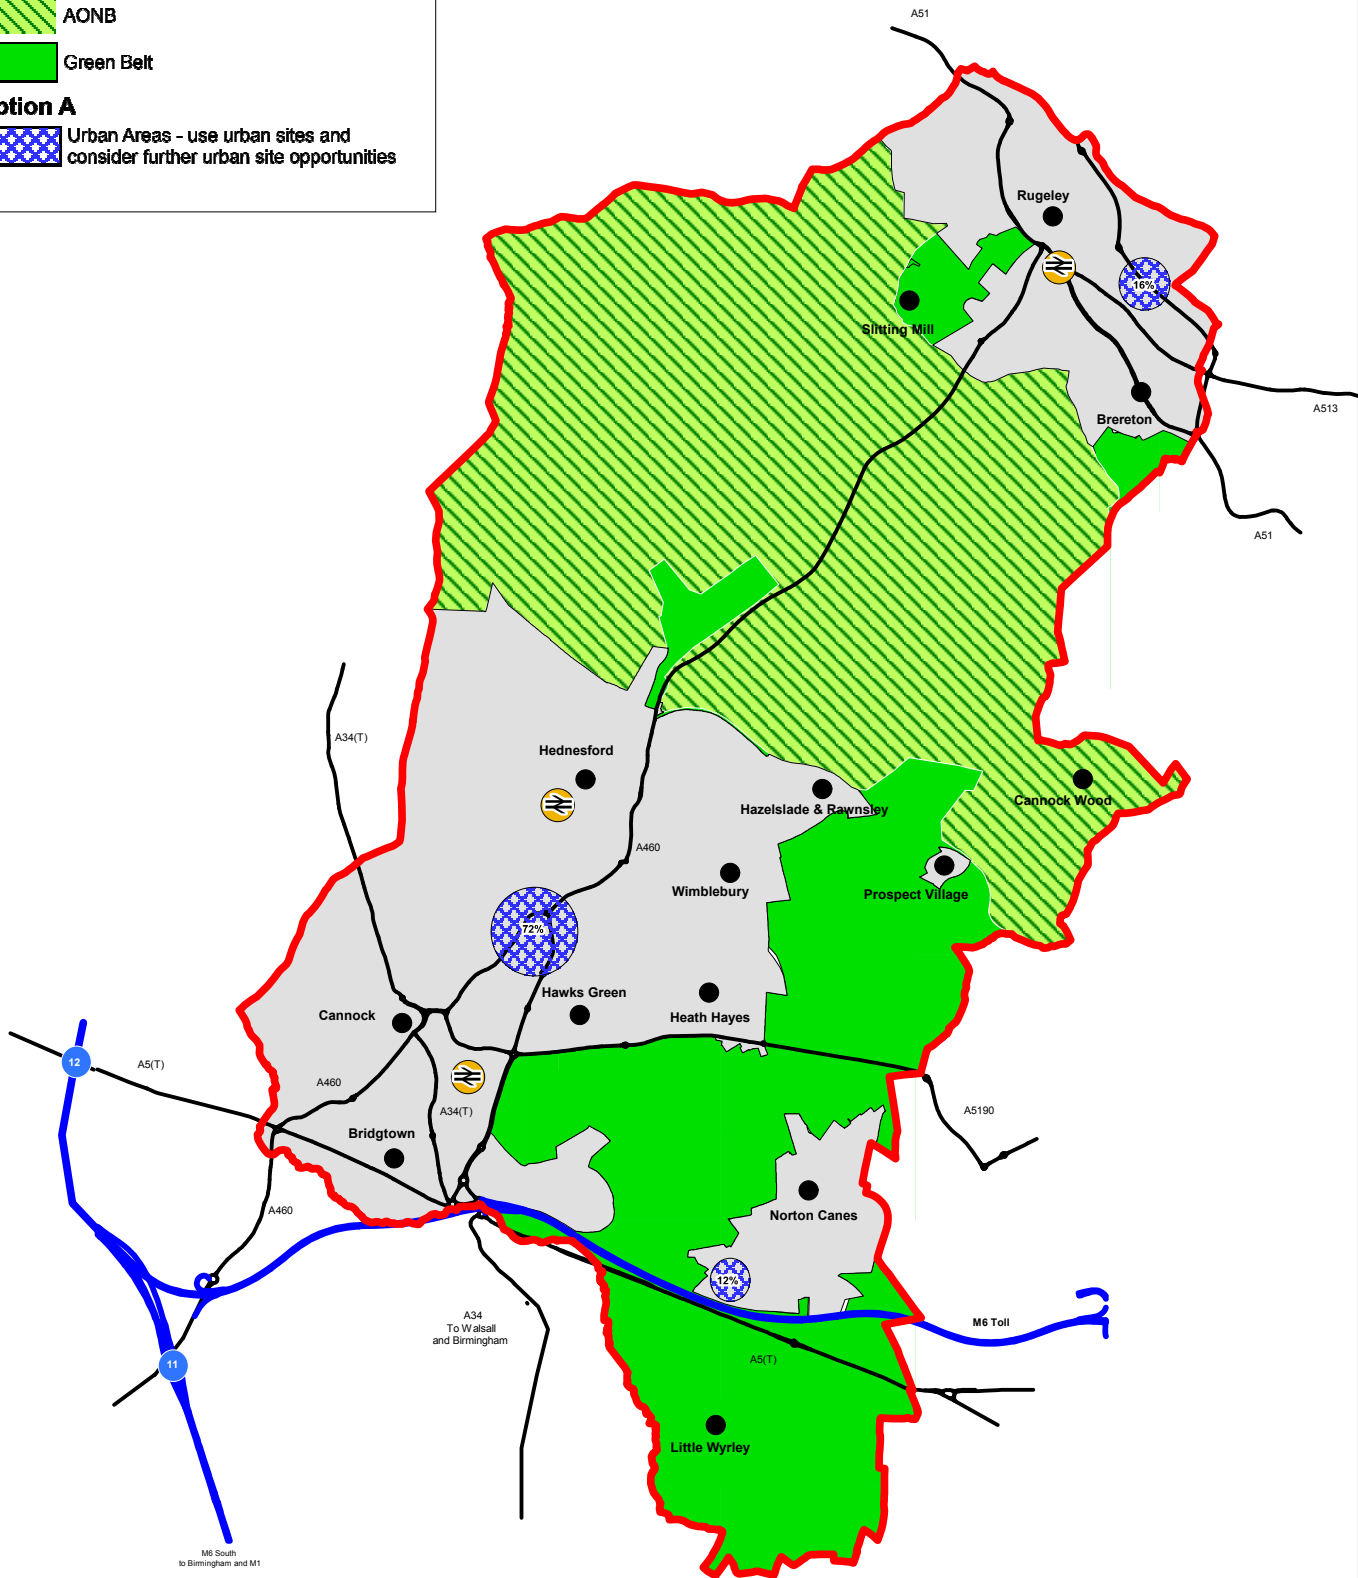 AONB
Green Belt
ption A
Urban Areas - use urban sites and
consider further urban site opportunities
A51
Rugeley
16%
Slitting Mill
A513
Brereton
A51
A34(T)
Hednesford
Hazelslade & Rawnsley
Cannock Wood
A460
Wimblebury
Prospect Village
72%
Hawks Green
Heath Hayes
Cannock
12
A5(T)
A460
A34(T)
A5190
Bridgtown
Norton Canes
A460
12%
A34
To Walsall
and Birmingham
M6 Toll
A5(T)
11
Little Wyrley
M6 South
to Birmingham and M1